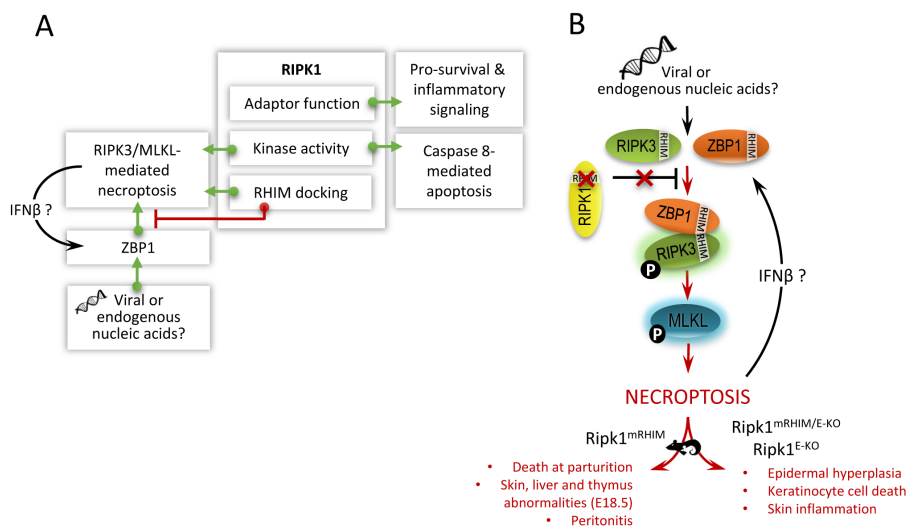 A
RIPK1
Adaptor function
Kinase activity
RHIM docking
Pro-survival &
inflammatory
signaling
Caspase 8-
mediated
apoptosis
RIPK3/MLKL-
mediated
necroptosis
IFNβ ?
ZBP1
Viral or
endogenous
nucleic acids?
B
Viral or
endogenous nucleic acids?
RIPK3
RHIM
ZBP1
RHIM
RIPK1
RHIM
ZBP1
RHIM
RIPK3
RHIM
P
MLKL
P
IFNβ ?
NECROPTOSIS
Ripk1mRHIM
Ripk1mRHIM/E-KO
Ripk1E-KO
• Death at parturition
• Skin, liver and thymus
abnormalities (E18.5)
• Peritonitis
• Epidermal hyperplasia
• Keratinocyte cell death
• Skin inflammation